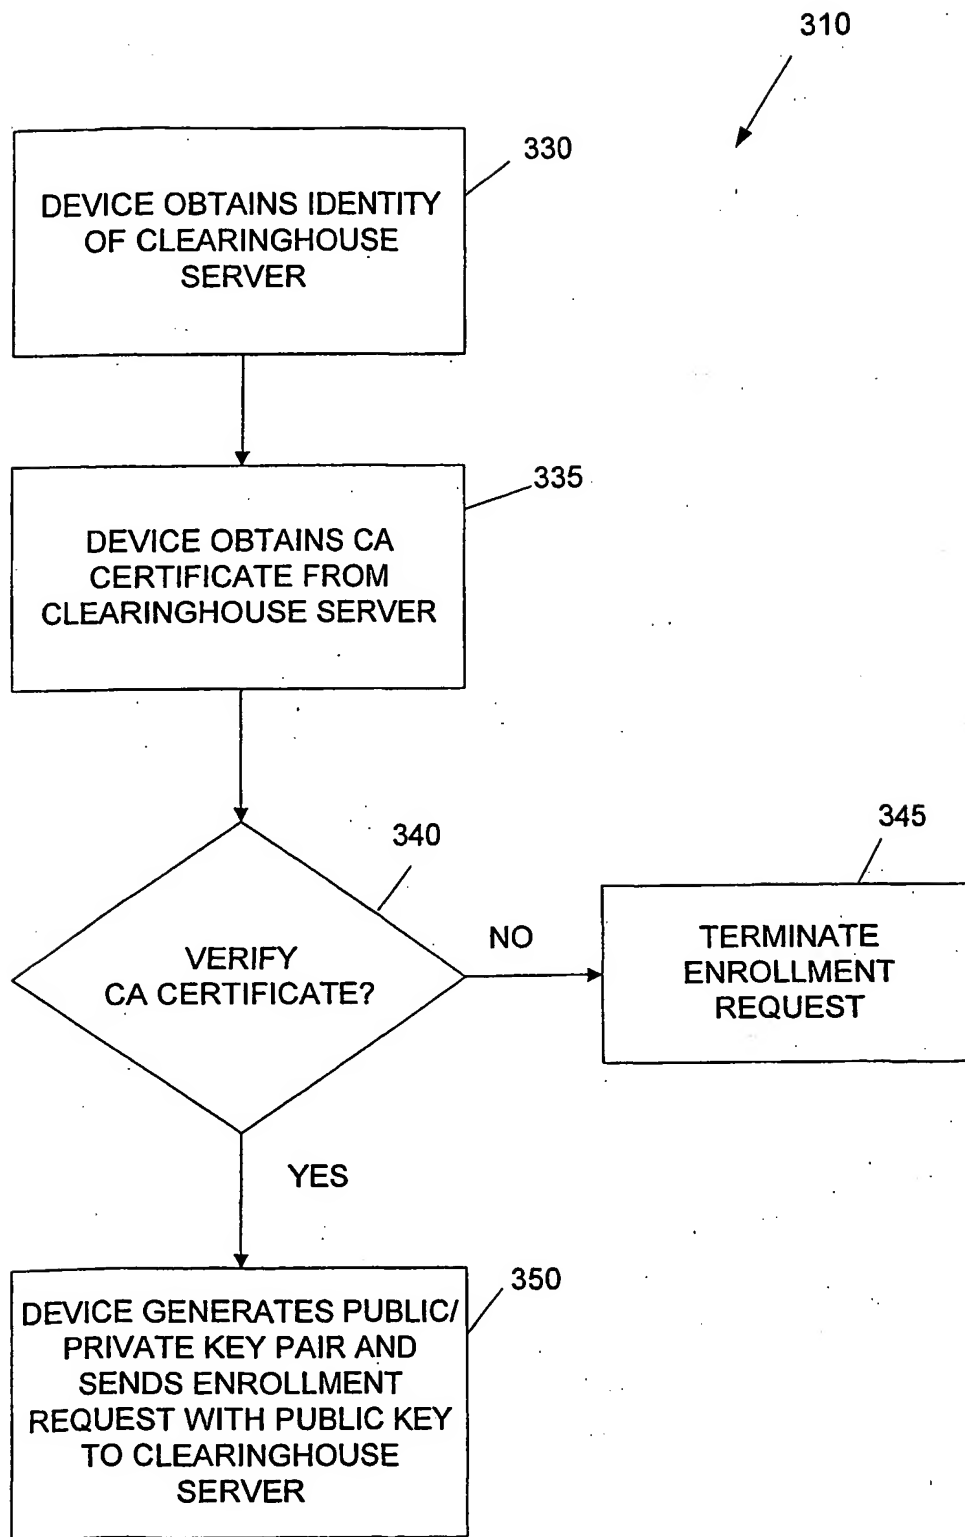 310
330
DEVICE OBTAINS IDENTITY
OF CLEARINGHOUSE
SERVER
335
DEVICE OBTAINS CA
CERTIFICATE FROM
CLEARINGHOUSE SERVER
340
345
VERIFY
CA CERTIFICATE?
NO
TERMINATE
ENROLLMENT
REQUEST
YES
350
DEVICE GENERATES PUBLIC/
PRIVATE KEY PAIR AND
SENDS ENROLLMENT
REQUEST WITH PUBLIC KEY
TO CLEARINGHOUSE
SERVER